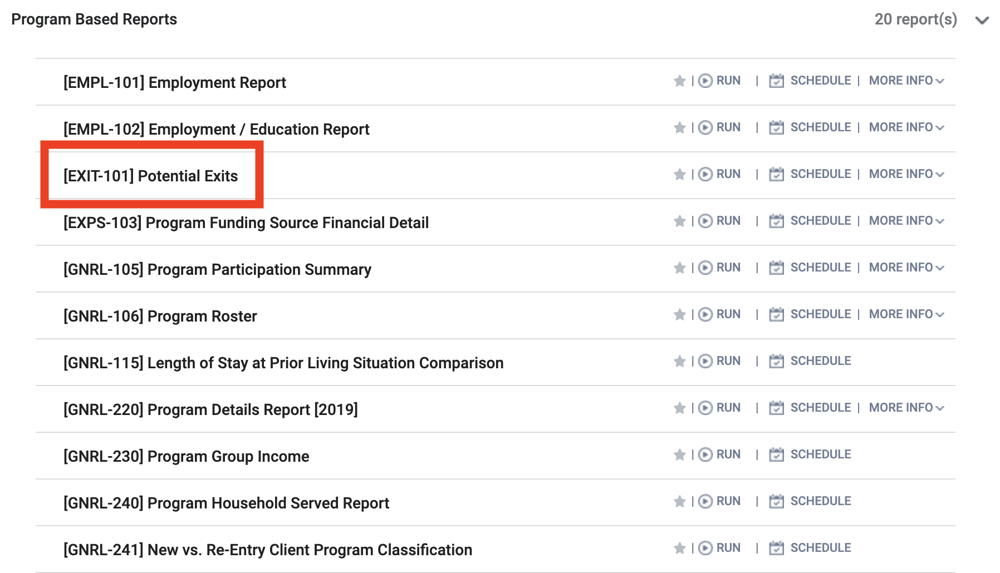 Program Based Reports 20 report(s)
[EMPL-101] Employment Report | RUN | SCHEDULE | MORE INFO
[EMPL-102] Employment / Education Report | RUN | SCHEDULE | MORE INFO
[EXIT-101] Potential Exits | RUN | SCHEDULE | MORE INFO
[EXPS-103] Program Funding Source Financial Detail | RUN | SCHEDULE | MORE INFO
[GNRL-105] Program Participation Summary | RUN | SCHEDULE | MORE INFO
[GNRL-106] Program Roster | RUN | SCHEDULE | MORE INFO
[GNRL-115] Length of Stay at Prior Living Situation Comparison | RUN | SCHEDULE
[GNRL-220] Program Details Report [2019] | RUN | SCHEDULE | MORE INFO
[GNRL-230] Program Group Income | RUN | SCHEDULE
[GNRL-240] Program Household Served Report | RUN | SCHEDULE
[GNRL-241] New vs. Re-Entry Client Program Classification | RUN | SCHEDULE